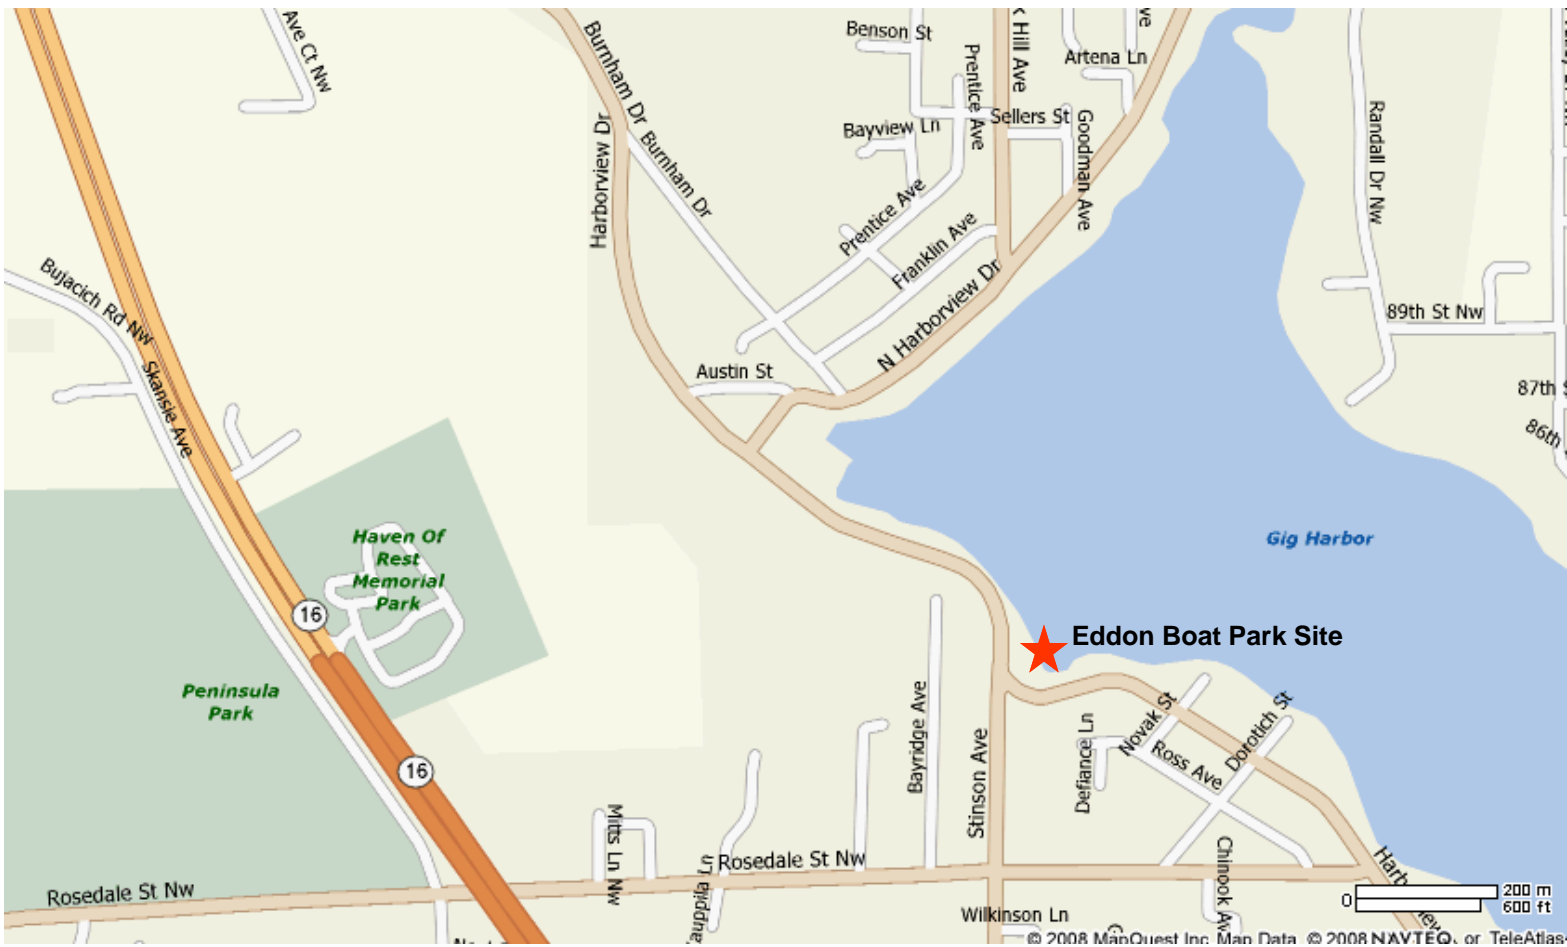 Ave Ct Nw
Burnham Dr
Harborview Dr
Burnham Dr
Benson St
Prentice Ave
Hill Ave
Artena Ln
Ave
Sellers St
Bayview Ln
Goodman Ave
Randall Dr Nw
Prentice Ave
Franklin Ave
N Harborview Dr
Bujacich Rd Nw
Skansie Ave
Austin St
89th St Nw
87th S
86th
Haven Of
Rest
Memorial
Park
Gig Harbor
16
Eddon Boat Park Site
Peninsula
Park
16
Bayridge Ave
Stinson Ave
Defiance Ln
Novak St
Ross Ave
Dorotich St
Mitts Ln Nw
Rosedale St Nw
Chinook Av
Rosedale St Nw
Wilkinson Ln
0
200 m
600 ft
© 2008 MapQuest Inc. Map Data © 2008 NAVTEQ or TeleAtlas